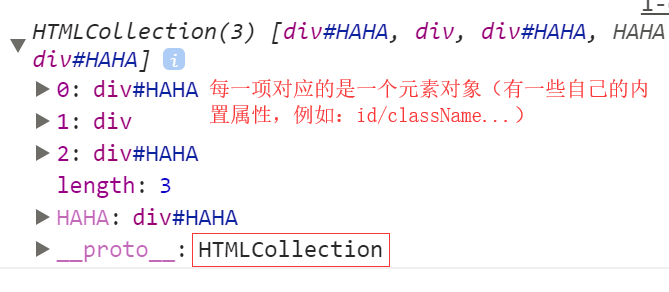 HTMLCollection(3) [div#HAHA, div, div#HAHA, HAHA
div#HAHA] i
0: div#HAHA 每一项对应的是一个元素对象（有一些自己的内
1: div 置属性，例如：id/className...）
2: div#HAHA
length: 3
HAHA: div#HAHA
__proto__: HTMLCollection